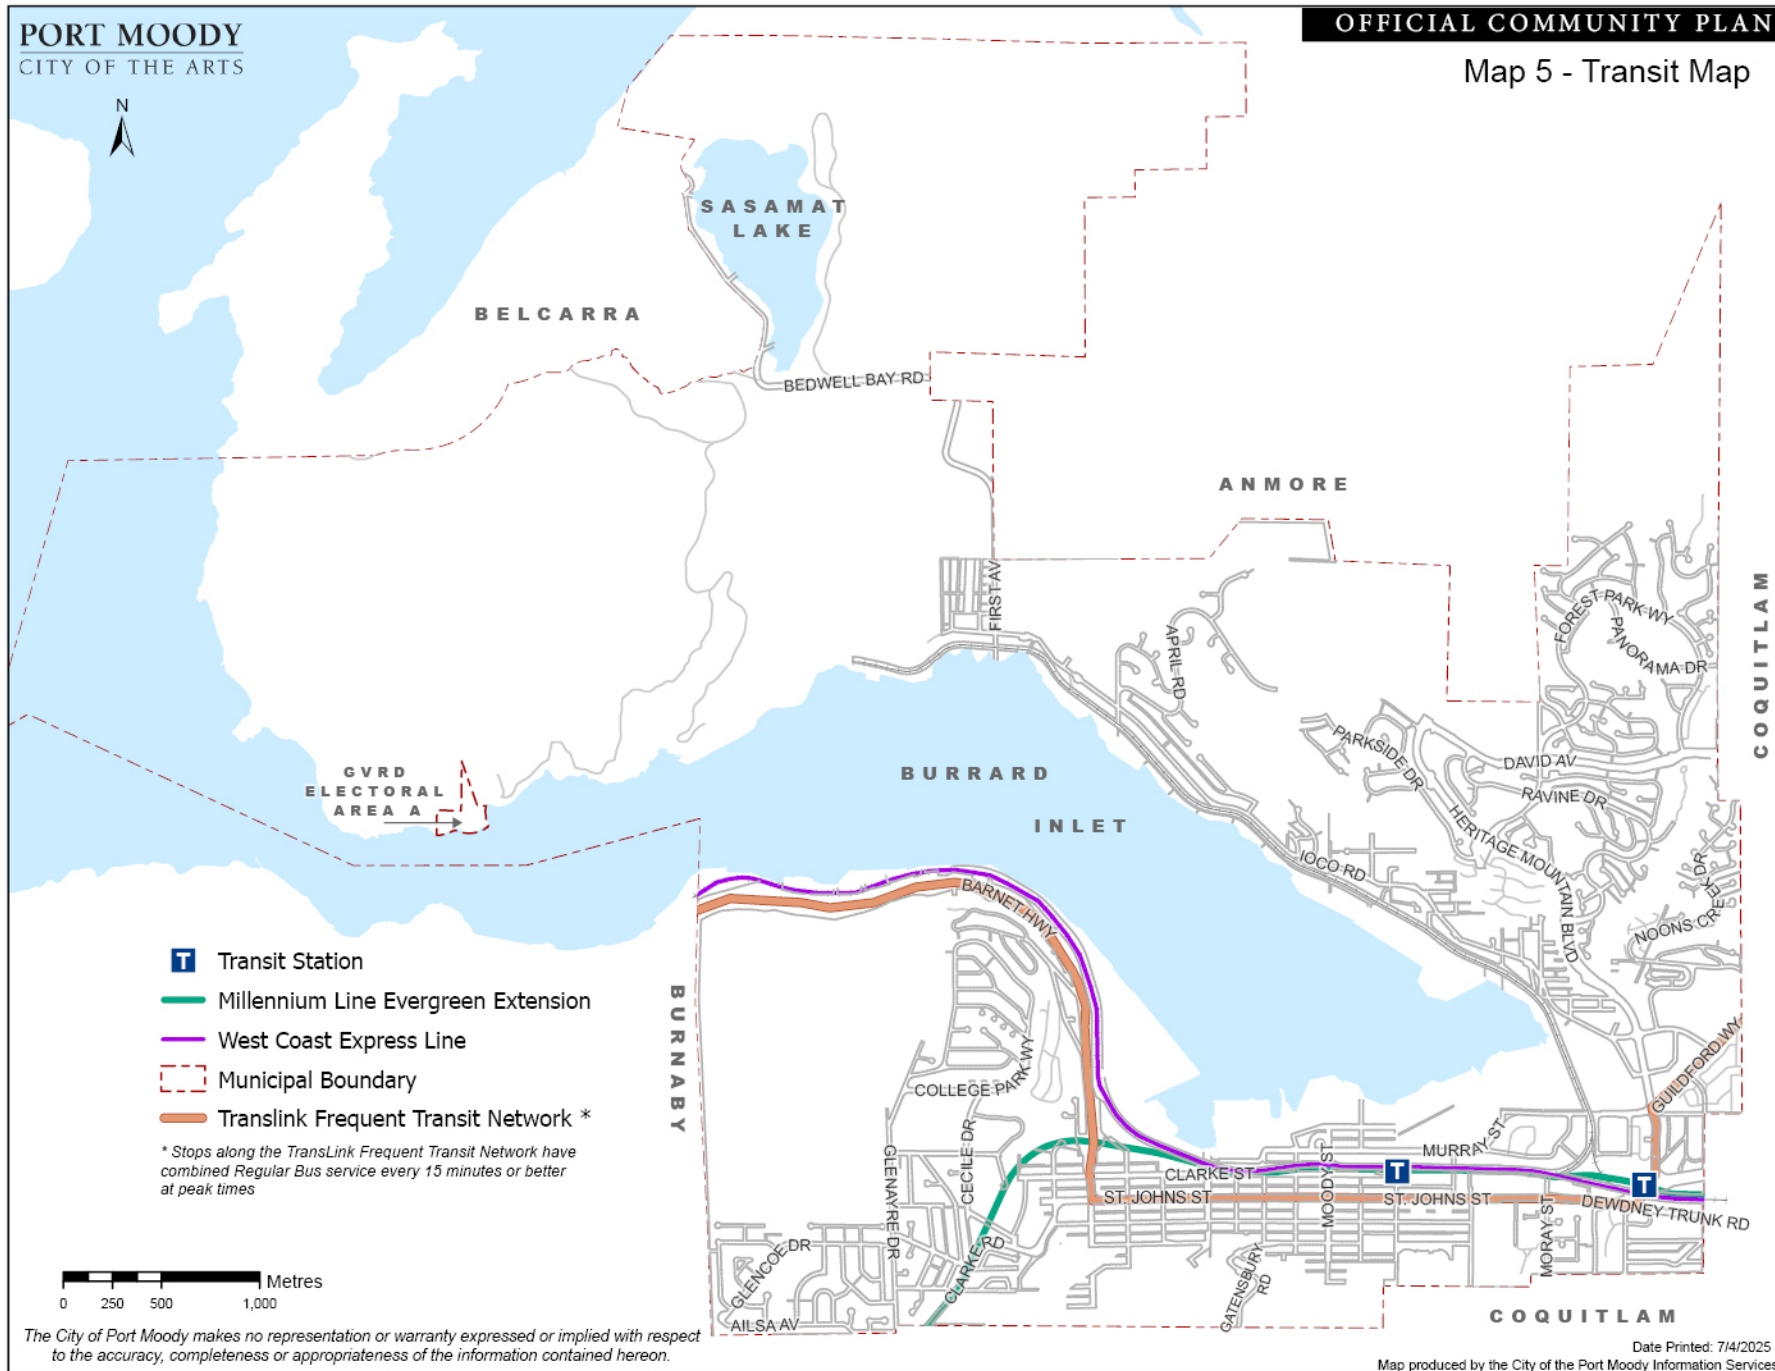 PORT MOODY
CITY OF THE ARTS
OFFICIAL COMMUNITY PLAN
Map 5 - Transit Map
N
SASAMAT
LAKE
BELCARRA
BEDWELL BAY RD
ANMORE
FIRST AV
APRIL RD
FOREST PARK WY
PANORAMA DR
COQUITLAM
PARKSIDE DR
DAVID AV
RAVINE DR
HERITAGE MOUNTAIN BLVD
NOONS CREEK DR
IOCO RD
GVRD
ELECTORAL
AREA A
BURRARD
INLET
BARNET HWY
BURNABY
T Transit Station
Millennium Line Evergreen Extension
West Coast Express Line
Municipal Boundary
Translink Frequent Transit Network *
* Stops along the TransLink Frequent Transit Network have
combined Regular Bus service every 15 minutes or better
at peak times
COLLEGE PARK WY
GUILDFORD WY
GLENAYRE DR
CECILE DR
CLARKE ST
MOODY ST
MURRAY ST
T
T
ST. JOHNS ST
ST. JOHNS ST
DEWDNEY TRUNK RD
MORAY ST
GLENCOE DR
CLARKE RD
GATENSBURY
RD
AILSA AV
COQUITLAM
Metres
0 250 500 1,000
The City of Port Moody makes no representation or warranty expressed or implied with respect
to the accuracy, completeness or appropriateness of the information contained hereon.
Date Printed: 7/4/2025
Map produced by the City of the Port Moody Information Services